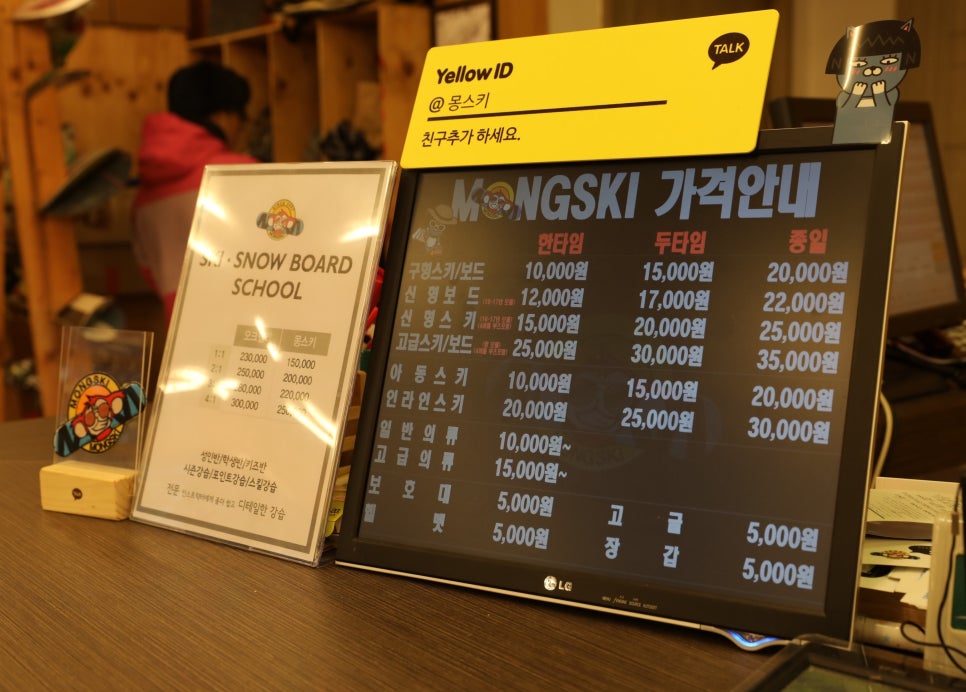 Yellow ID
TALK
@ 몽스키
친구추가 하세요.
MONGSKI 가격안내
한타임 두타임 종일
구형스키/보드 10,000원 15,000원 20,000원
신형보드 12,000원 17,000원 22,000원
신형스키 15,000원 20,000원 25,000원
고급스키/보드 25,000원 30,000원 35,000원
아동스키 10,000원 15,000원 20,000원
인라인스키 20,000원 25,000원 30,000원
일반의류 10,000원~
고급의류 15,000원~
보호대 5,000원 고글 5,000원
헬멧 5,000원 장갑 5,000원
LG
SKI · SNOW BOARD
SCHOOL
몽스키
1:1 230,000 150,000
250,000 200,000
220,000
4:1 300,000
성인반/학생반/키즈반
시즌강습/포인트강습/스킬강습
전문 디테일한 강습
MONGSKI
MONGSKI